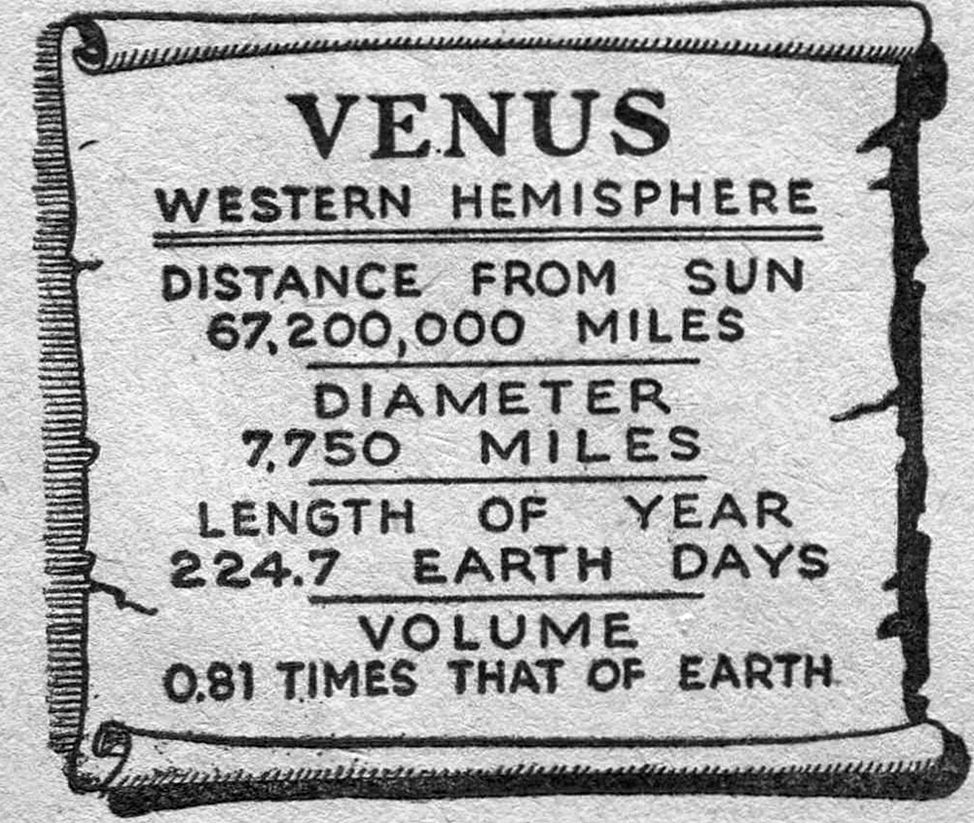 VENUS
WESTERN HEMISPHERE
DISTANCE FROM SUN
67,200,000 MILES
DIAMETER
7,750 MILES
LENGTH OF YEAR
224.7 EARTH DAYS
VOLUME
0.81 TIMES THAT OF EARTH